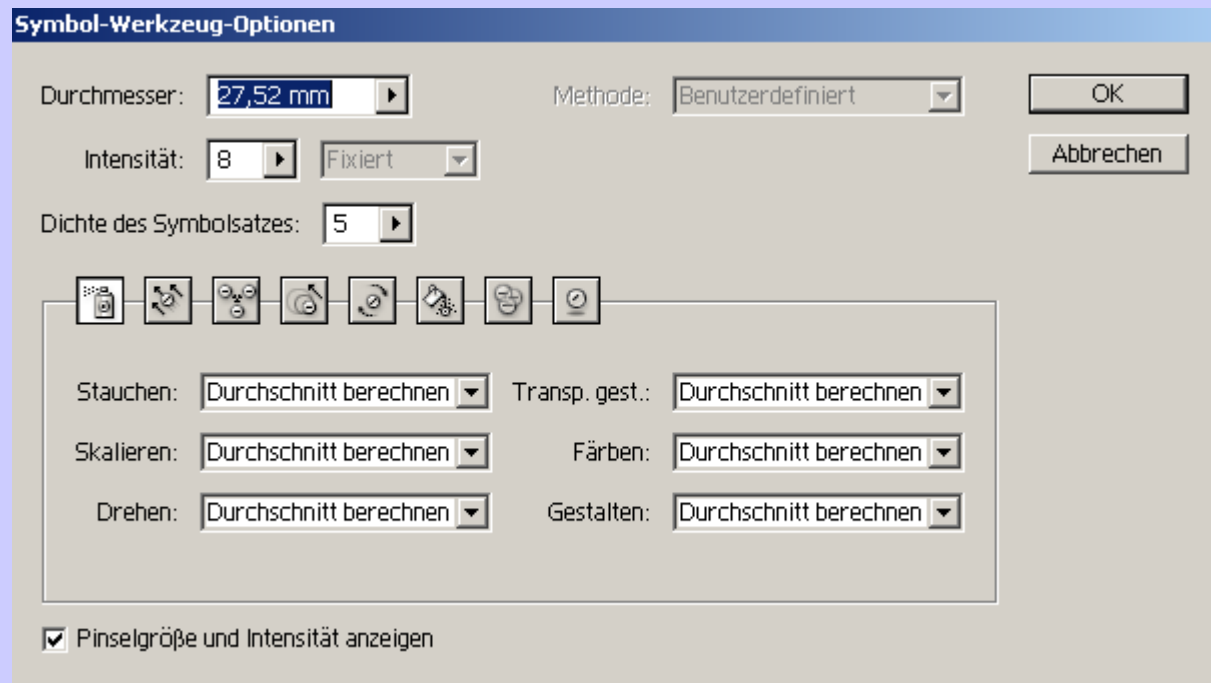 Symbol-Werkzeug-Optionen
Durchmesser: 27,52 mm Methode: Benutzerdefiniert OK
Intensität: 8 Fixiert Abbrechen
Dichte des Symbolsatzes: 5
Stauchen: Durchschnitt berechnen Transp. gest.: Durchschnitt berechnen
Skalieren: Durchschnitt berechnen Färben: Durchschnitt berechnen
Drehen: Durchschnitt berechnen Gestalten: Durchschnitt berechnen
Pinselgröße und Intensität anzeigen